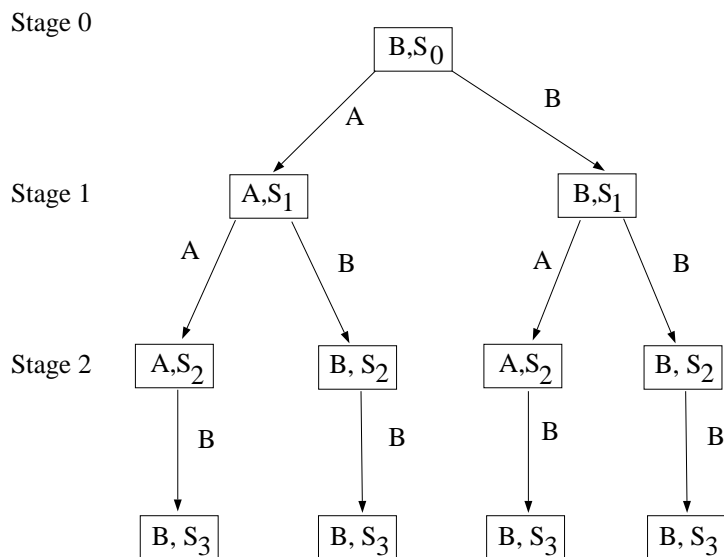 Stage 0
B,S0
A
B
Stage 1
A,S1
B,S1
A
B
A
B
Stage 2
A,S2
B, S2
A,S2
B, S2
B
B
B
B
B, S3
B, S3
B, S3
B, S3